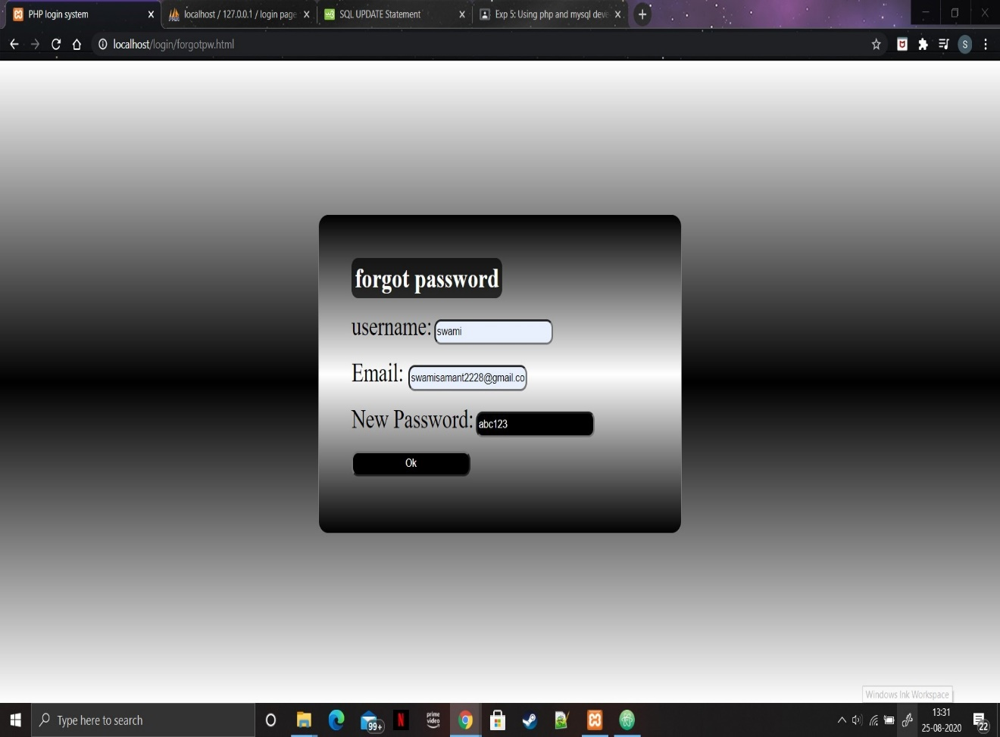 PHP login system
localhost / 127.0.0.1 / login page
SQL UPDATE Statement
Exp 5: Using php and mysql deve
localhost/login/forgotpw.html
S
forgot password
username: swami
Email: swamisamant2228@gmail.co
New Password: abc123
Ok
Windows Ink Workspace
Type here to search
99+
N
prime
video
13:31
25-08-2020
22